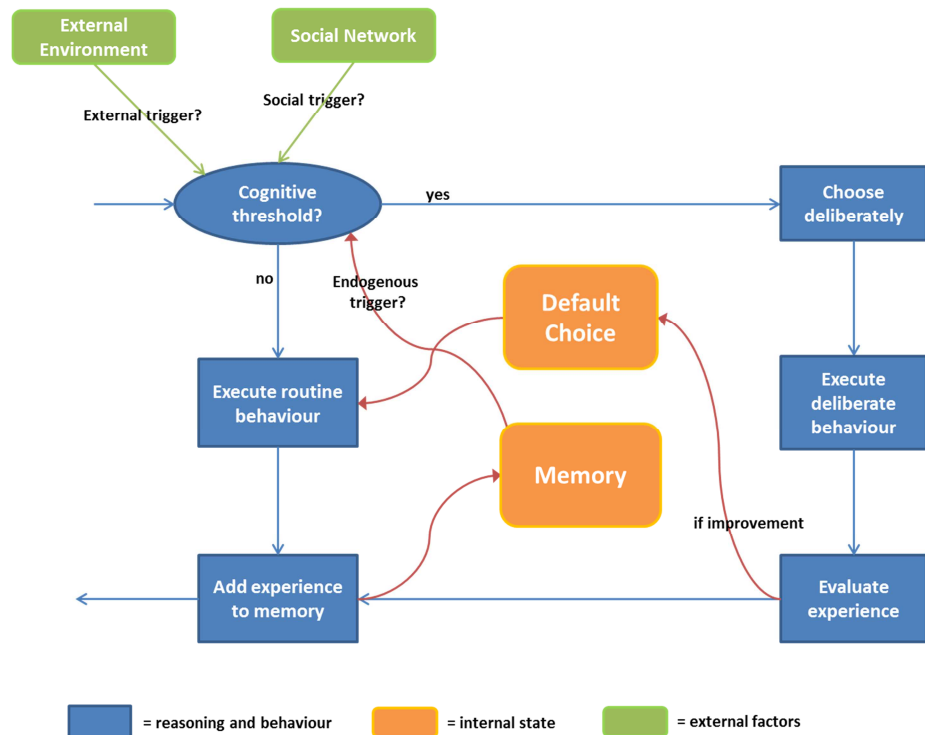 External
Environment
Social Network
External trigger?
Social trigger?
Cognitive
threshold?
yes
Choose
deliberately
no
Endogenous
trigger?
Default
Choice
Execute routine
behaviour
Execute
deliberate
behaviour
Memory
if improvement
Add experience
to memory
Evaluate
experience
= reasoning and behaviour
= internal state
= external factors